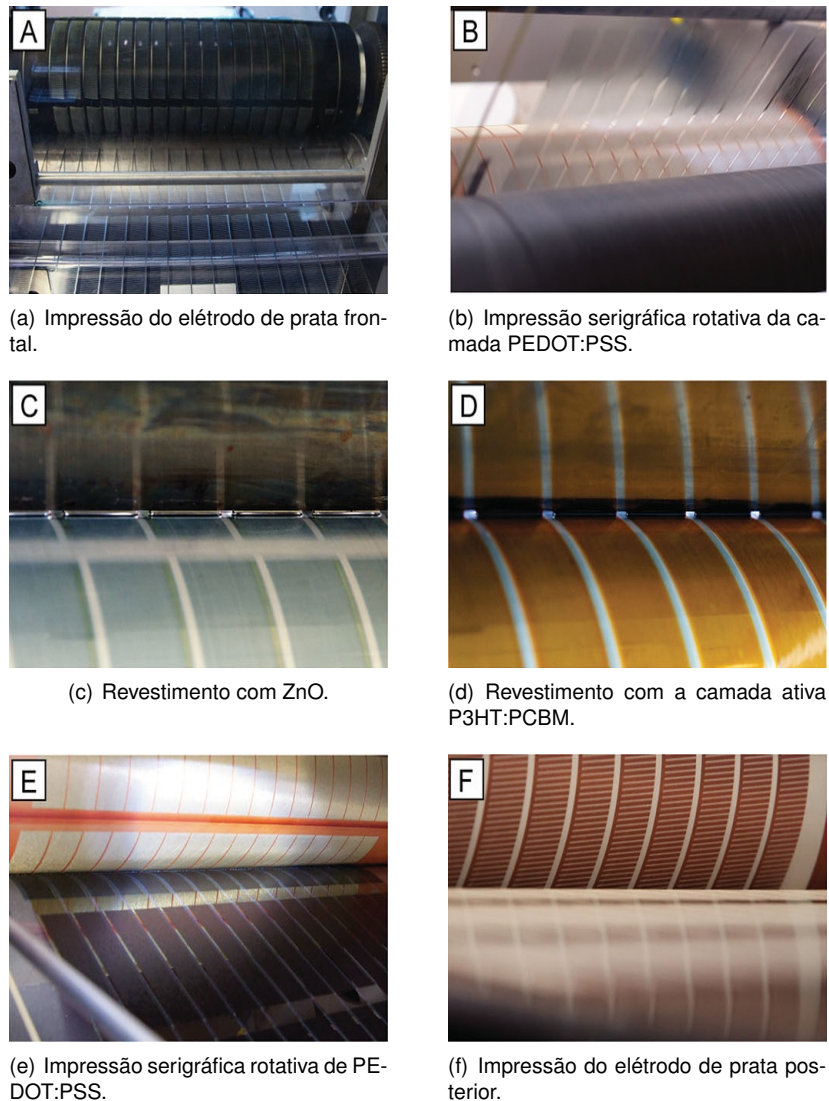 A
B
(a) Impressão do elétrodo de prata fron-
tal.
(b) Impressão serigráfica rotativa da ca-
mada PEDOT:PSS.
C
D
(c) Revestimento com ZnO.
(d) Revestimento com a camada ativa
P3HT:PCBM.
E
F
(e) Impressão serigráfica rotativa de PE-
DOT:PSS.
(f) Impressão do elétrodo de prata pos-
terior.